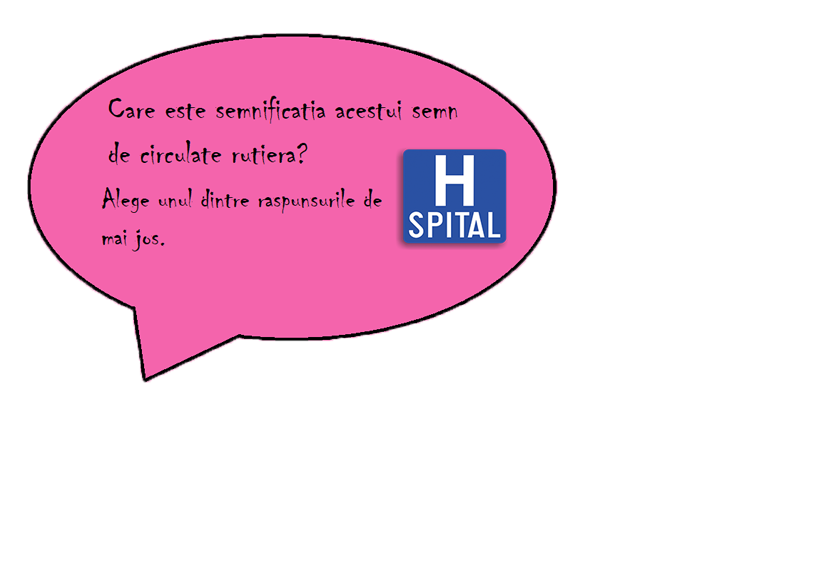 Care este semnificatia acestui semn
de circulate rutiera?
Alege unul dintre raspunsurile de
mai jos.
H
SPITAL